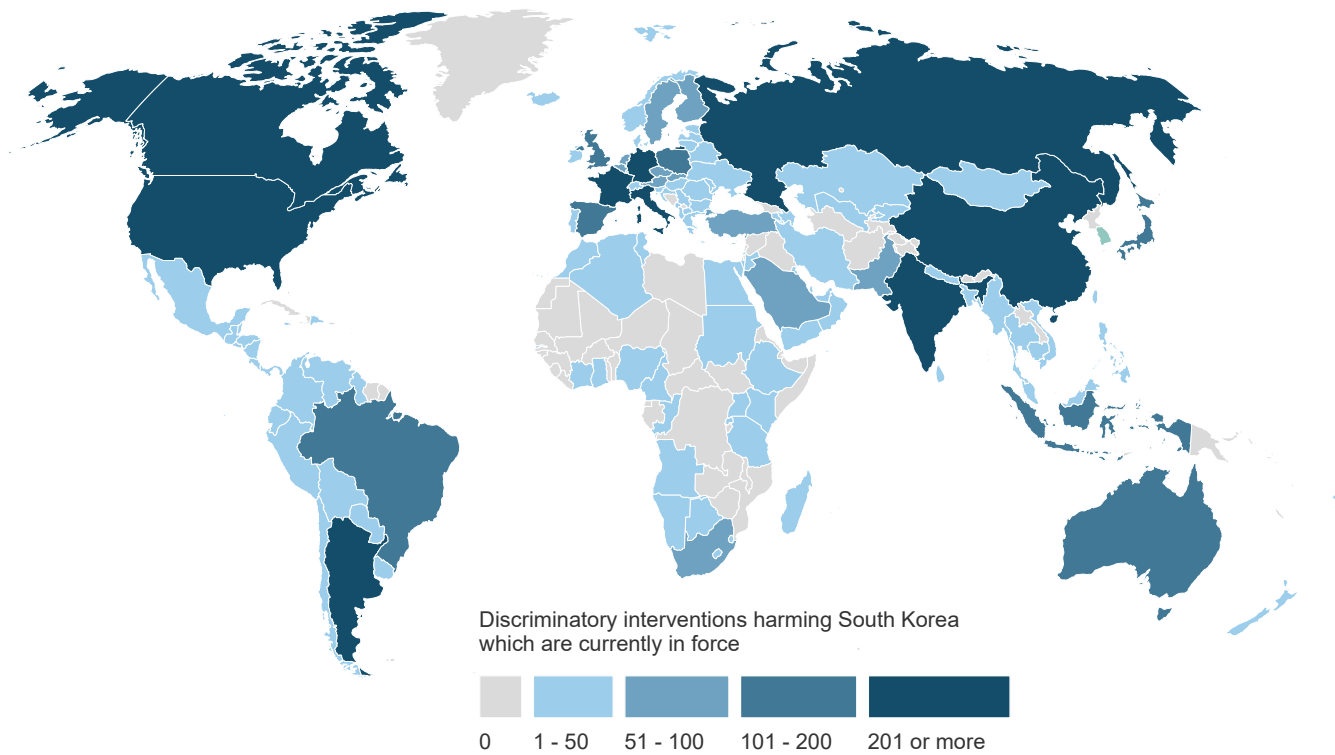 Discriminatory interventions harming South Korea
which are currently in force
0 1 - 50 51 - 100 101 - 200 201 or more